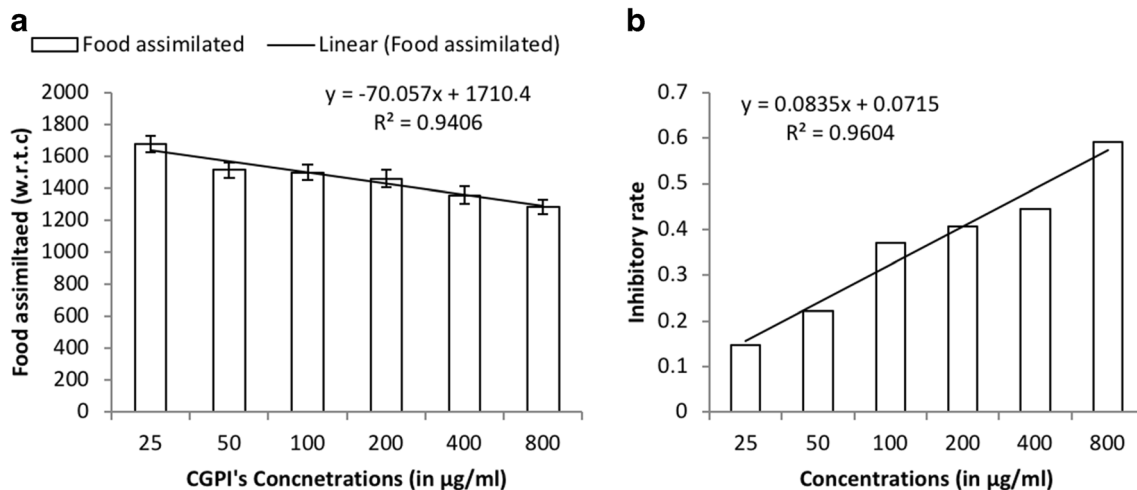 a
Food assimilated
Linear (Food assimilated)
y = -70.057x + 1710.4
R² = 0.9406
Food assimiltaed (w.r.t.c)
2000
1800
1600
1400
1200
1000
800
600
400
200
0
25 50 100 200 400 800
CGPI's Concnetrations (in µg/ml)
b
y = 0.0835x + 0.0715
R² = 0.9604
Inhibitory rate
0.7
0.6
0.5
0.4
0.3
0.2
0.1
0
25 50 100 200 400 800
Concentrations (in µg/ml)